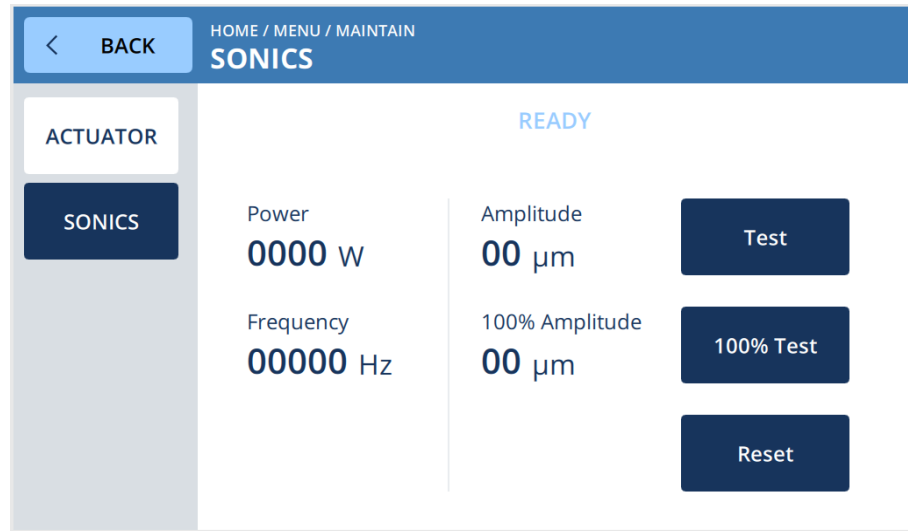 BACK
HOME / MENU / MAINTAIN
SONICS
ACTUATOR
SONICS
READY
Power
0000 W
Frequency
00000 Hz
Amplitude
00 µm
100% Amplitude
00 µm
Test
100% Test
Reset